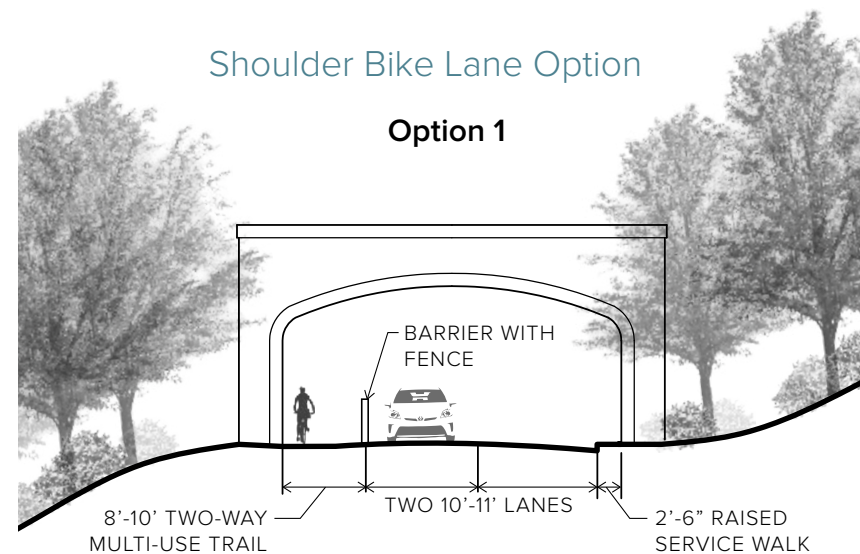 Shoulder Bike Lane Option
Option 1
BARRIER WITH
FENCE
8’-10’ TWO-WAY
MULTI-USE TRAIL
TWO 10’-11’ LANES
2’-6” RAISED
SERVICE WALK